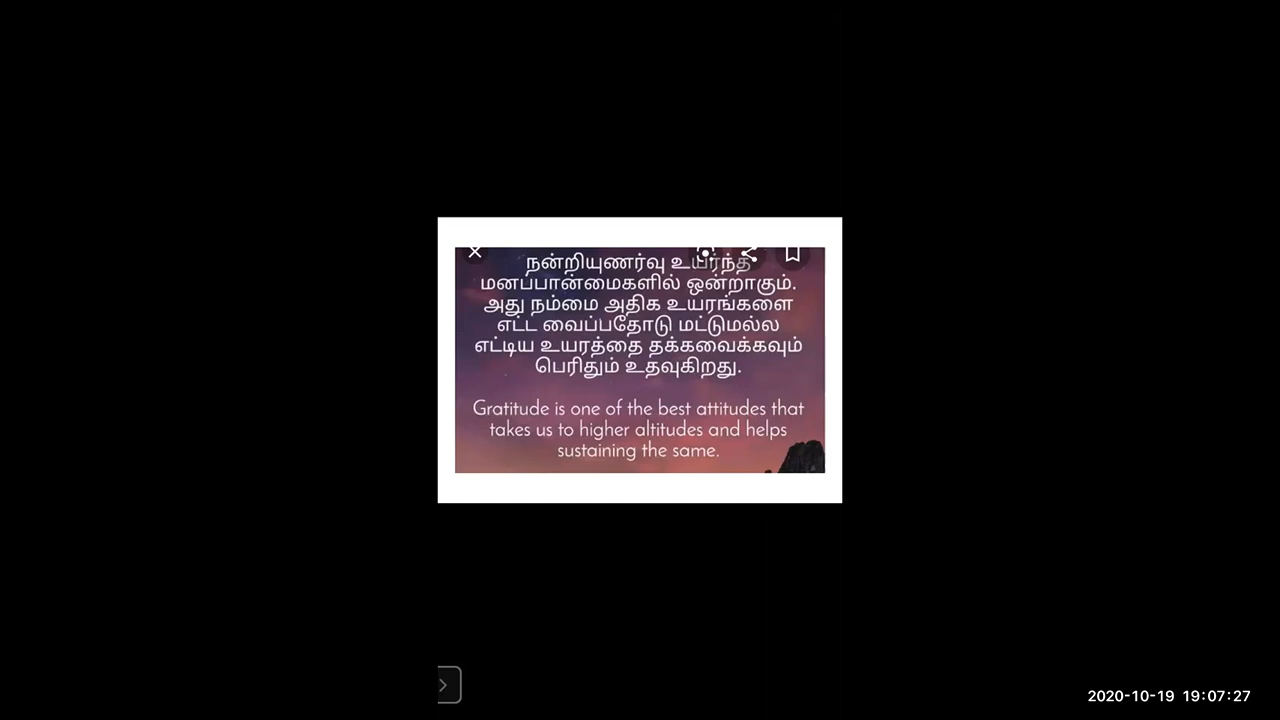 நன்றியுணர்வு உயர்ந்த
மனப்பான்மைகளில் ஒன்றாகும்.
அது நம்மை அதிக உயரங்களை
எட்ட வைப்பதோடு மட்டுமல்ல
எட்டிய உயரத்தை தக்கவைக்கவும்
பெரிதும் உதவுகிறது.
Gratitude is one of the best attitudes that
takes us to higher altitudes and helps
sustaining the same.
2020-10-19 19:07:27